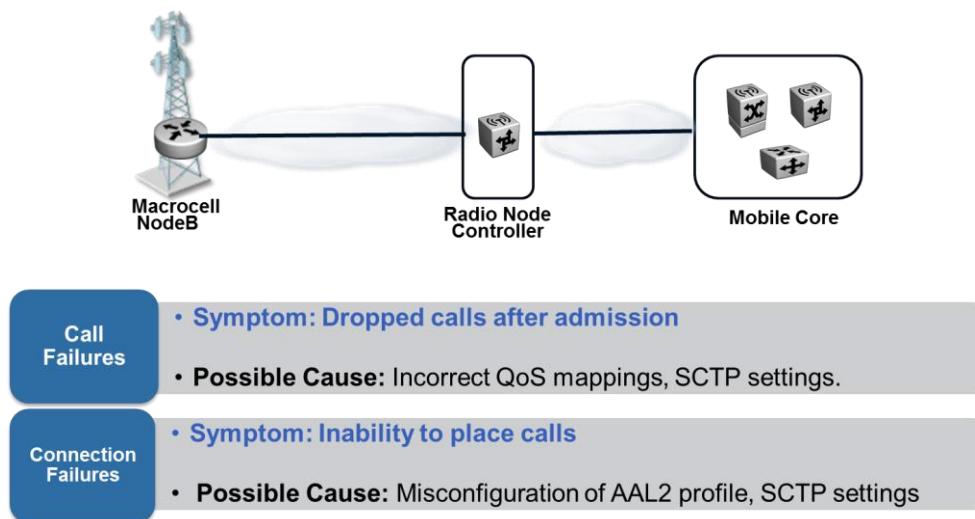 Macrocell
NodeB
Radio Node
Controller
Mobile Core
Call
Failures
• Symptom: Dropped calls after admission
• Possible Cause: Incorrect QoS mappings, SCTP settings.
Connection
Failures
• Symptom: Inability to place calls
• Possible Cause: Misconfiguration of AAL2 profile, SCTP settings